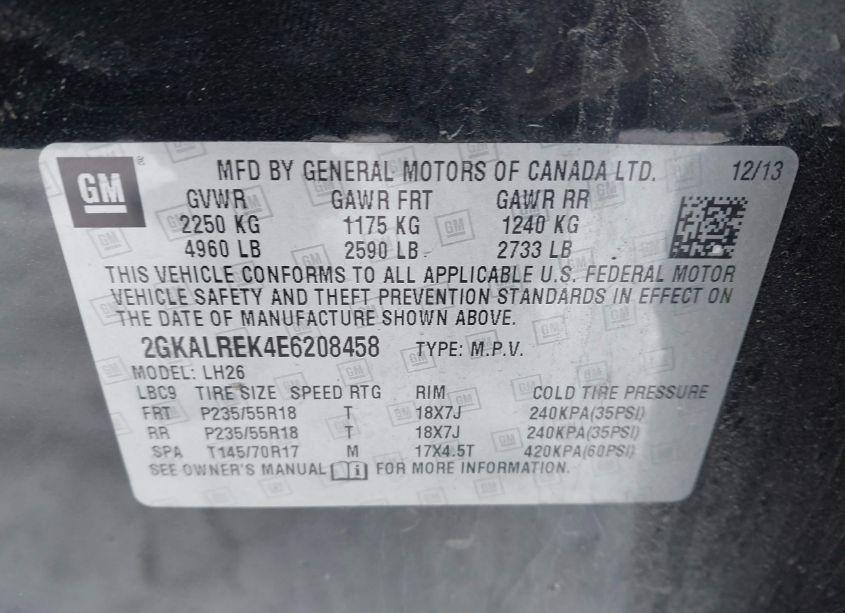 GM ® MFD BY GENERAL MOTORS OF CANADA LTD. 12/13
GVWR GAWR FRT GAWR RR
2250 KG 1175 KG 1240 KG
4960 LB 2590 LB 2733 LB
THIS VEHICLE CONFORMS TO ALL APPLICABLE U.S. FEDERAL MOTOR
VEHICLE SAFETY AND THEFT PREVENTION STANDARDS IN EFFECT ON
THE DATE OF MANUFACTURE SHOWN ABOVE.
2GKALREK4E6208458 TYPE: M.P.V.
MODEL: LH26
LBC9 TIRE SIZE SPEED RTG RIM COLD TIRE PRESSURE
FRT P235/55R18 T 18X7J 240KPA(35PSI)
RR P235/55R18 T 18X7J 240KPA(35PSI)
SPA T145/70R17 M 17X4.5T 420KPA(60PSI)
SEE OWNER'S MANUAL i FOR MORE INFORMATION.